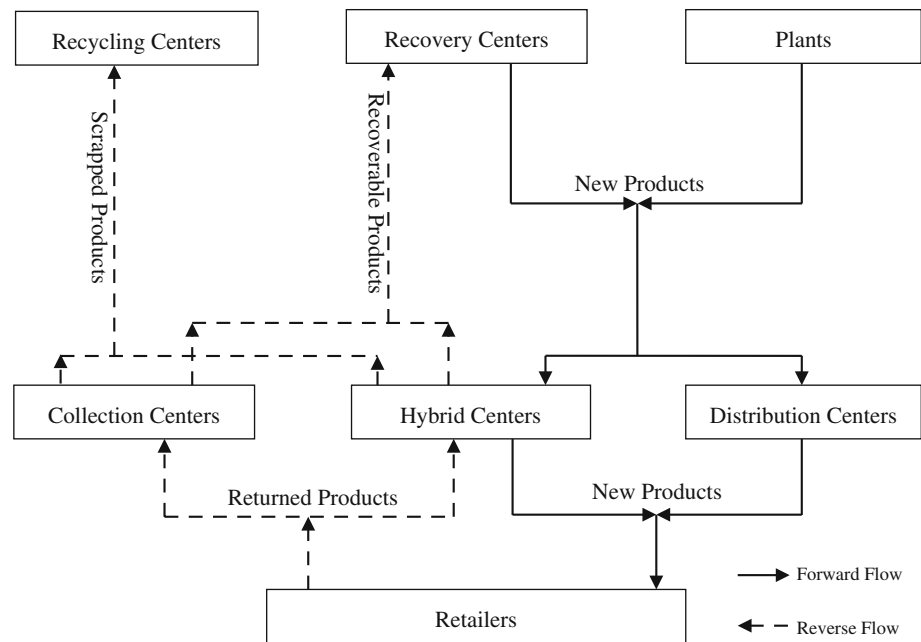 Recycling Centers
Recovery Centers
Plants
Scrapped Products
Recoverable Products
New Products
Collection Centers
Hybrid Centers
Distribution Centers
Returned Products
New Products
Retailers
Forward Flow
Reverse Flow